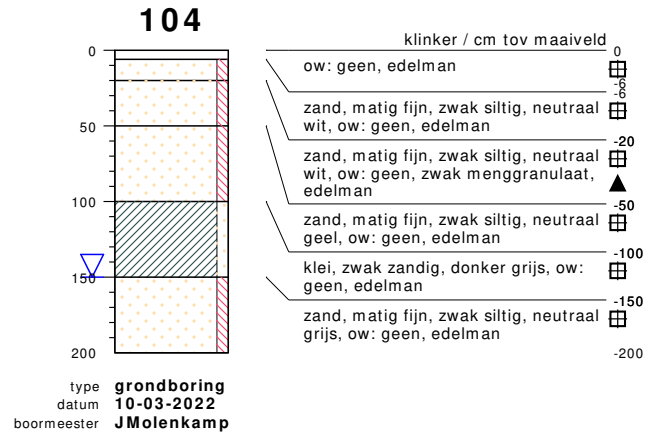 104
klinker / cm tov maaiveld
0
0
ow: geen, edelman
-6
-6
zand, matig fijn, zwak siltig, neutraal
wit, ow: geen, edelman
-20
zand, matig fijn, zwak siltig, neutraal
wit, ow: geen, zwak menggranulaat,
edelman
50
-50
zand, matig fijn, zwak siltig, neutraal
geel, ow: geen, edelman
100
-100
klei, zwak zandig, donker grijs, ow:
geen, edelman
150
-150
zand, matig fijn, zwak siltig, neutraal
grijs, ow: geen, edelman
200
-200
type grondboring
datum 10-03-2022
boormeester JMolenkamp